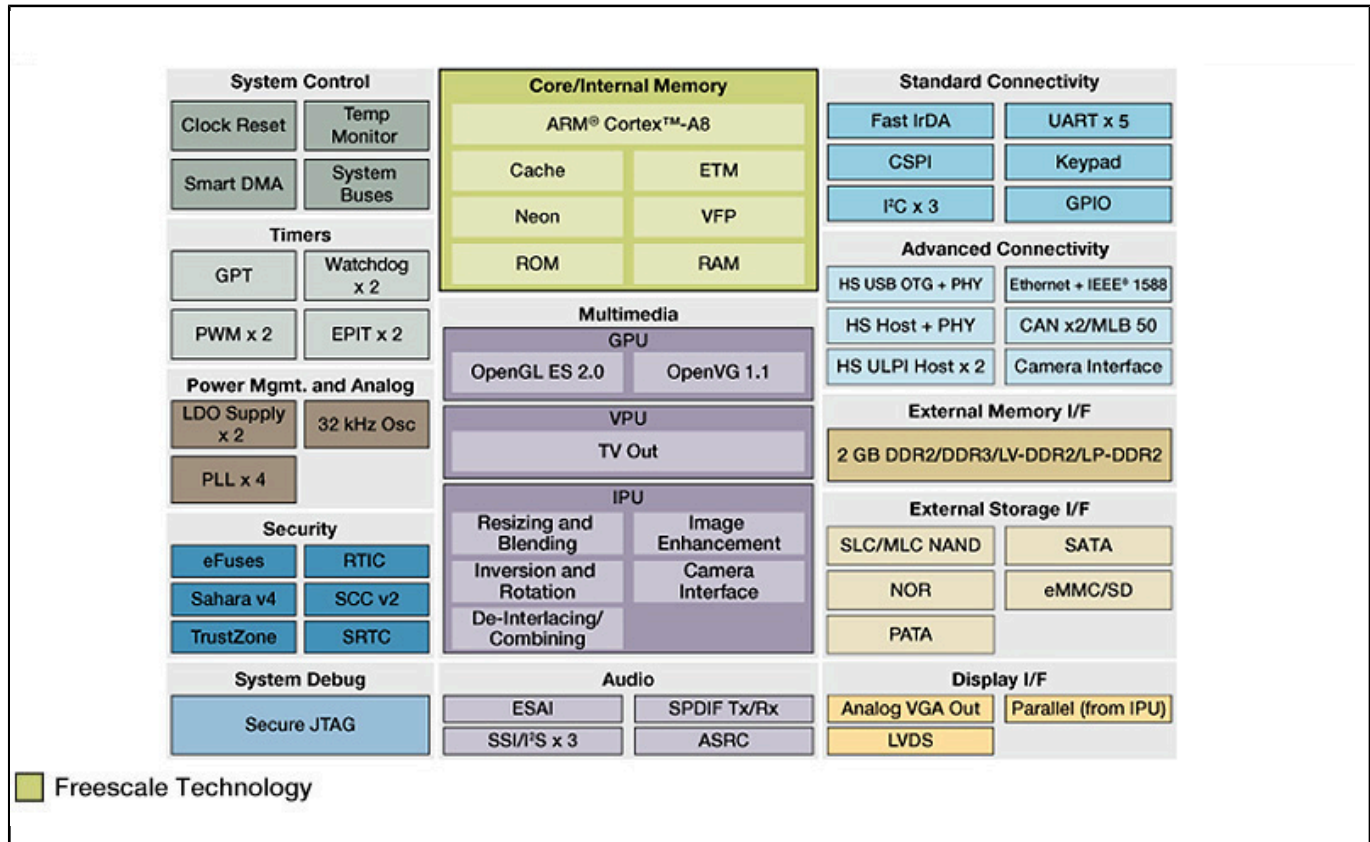 System Control
Clock Reset
Temp
Monitor
Smart DMA
System
Buses
Timers
GPT
Watchdog
x 2
PWM x 2
EPIT x 2
Power Mgmt. and Analog
LDO Supply
x 2
32 kHz Osc
PLL x 4
Security
eFuses
RTIC
Sahara v4
SCC v2
TrustZone
SRTC
System Debug
Secure JTAG
Core/Internal Memory
ARM® Cortex™-A8
Cache
ETM
Neon
VFP
ROM
RAM
Multimedia
GPU
OpenGL ES 2.0
OpenVG 1.1
VPU
TV Out
IPU
Resizing and
Blending
Image
Enhancement
Inversion and
Rotation
Camera
Interface
De-Interlacing/
Combining
Audio
ESAI
SPDIF Tx/Rx
SSI/I²S x 3
ASRC
Standard Connectivity
Fast IrDA
UART x 5
CSPI
Keypad
I²C x 3
GPIO
Advanced Connectivity
HS USB OTG + PHY
Ethernet + IEEE® 1588
HS Host + PHY
CAN x2/MLB 50
HS ULPI Host x 2
Camera Interface
External Memory I/F
2 GB DDR2/DDR3/LV-DDR2/LP-DDR2
External Storage I/F
SLC/MLC NAND
SATA
NOR
eMMC/SD
PATA
Display I/F
Analog VGA Out
Parallel (from IPU)
LVDS
Freescale Technology